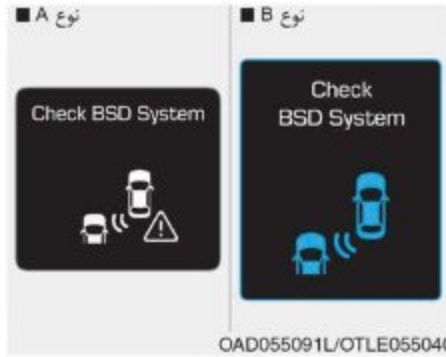 ■ A نوع
■ B نوع
Check BSD System
Check
BSD System
OAD055091L/OTLE055040